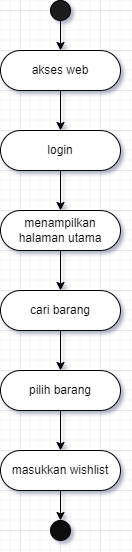 akses web
login
menampilkan
halaman utama
cari barang
pilih barang
masukkan wishlist